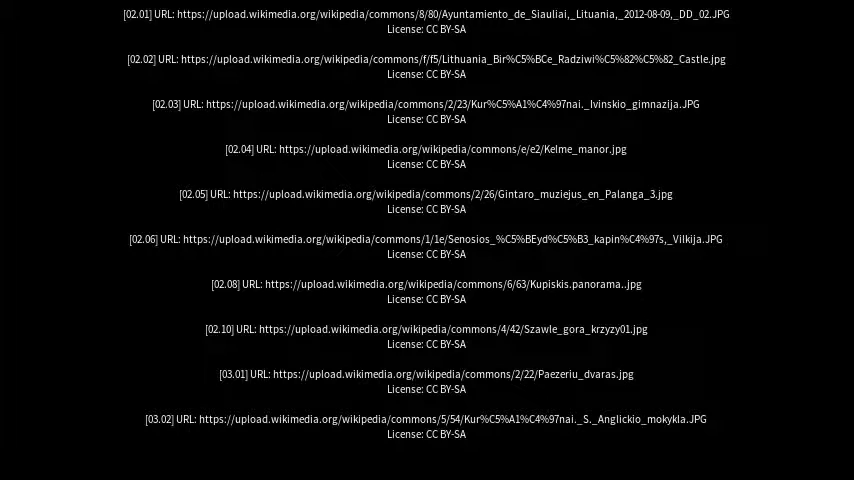 [02.01] URL: https://upload.wikimedia.org/wikipedia/commons/8/80/Ayuntamiento_de_Siauliai,_Lituania,_2012-08-09,_DD_02.JPG
License: CC BY-SA
[02.02] URL: https://upload.wikimedia.org/wikipedia/commons/f/f5/Lithuania_Bir%C5%BCe_Radziwi%C5%82%C5%82_Castle.jpg
License: CC BY-SA
[02.03] URL: https://upload.wikimedia.org/wikipedia/commons/2/23/Kur%C5%A1%C4%97nai._Ivinskio_gimnazija.JPG
License: CC BY-SA
[02.04] URL: https://upload.wikimedia.org/wikipedia/commons/e/e2/Kelme_manor.jpg
License: CC BY-SA
[02.05] URL: https://upload.wikimedia.org/wikipedia/commons/2/26/Gintaro_muziejus_en_Palanga_3.jpg
License: CC BY-SA
[02.06] URL: https://upload.wikimedia.org/wikipedia/commons/1/1e/Senosios_%C5%BEyd%C5%B3_kapin%C4%97s,_Vilkija.JPG
License: CC BY-SA
[02.08] URL: https://upload.wikimedia.org/wikipedia/commons/6/63/Kupiskis.panorama..jpg
License: CC BY-SA
[02.10] URL: https://upload.wikimedia.org/wikipedia/commons/4/42/Szawle_gora_krzyzy01.jpg
License: CC BY-SA
[03.01] URL: https://upload.wikimedia.org/wikipedia/commons/2/22/Paezeriu_dvaras.jpg
License: CC BY-SA
[03.02] URL: https://upload.wikimedia.org/wikipedia/commons/5/54/Kur%C5%A1%C4%97nai._S._Anglickio_mokykla.JPG
License: CC BY-SA